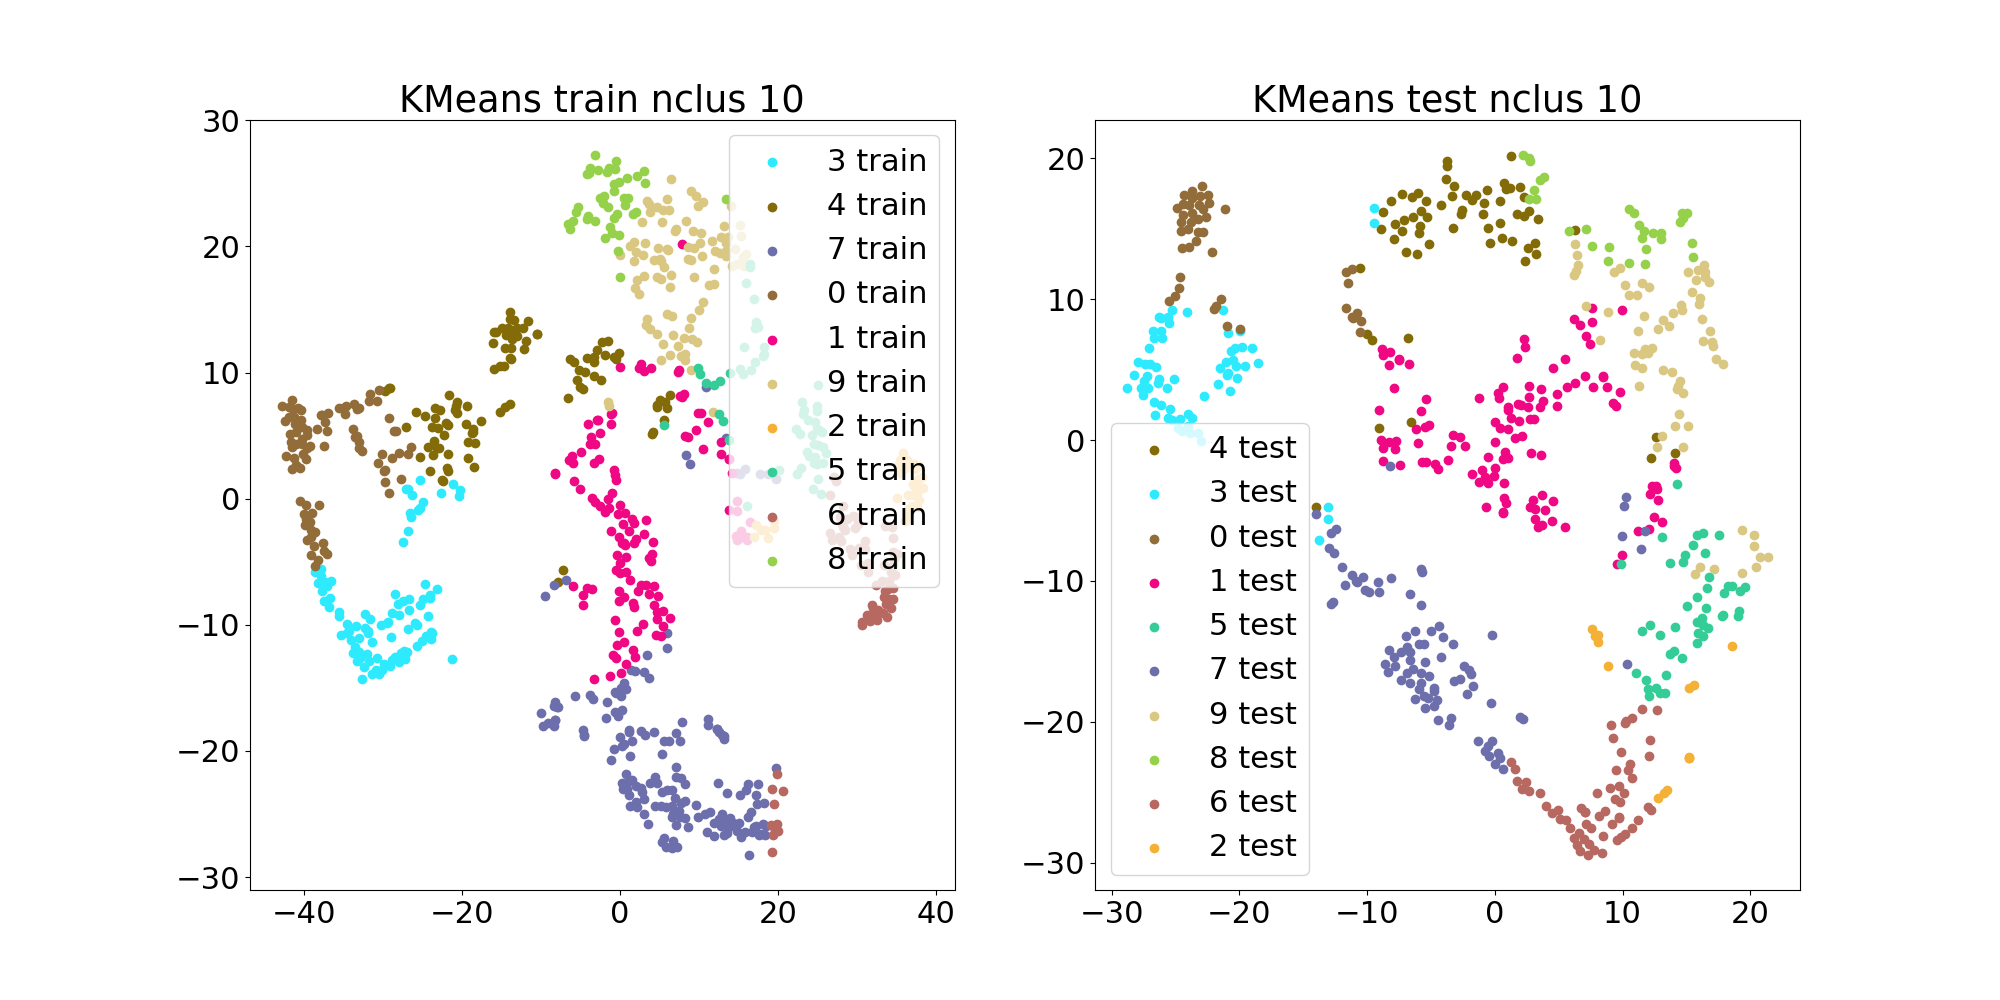 KMeans train nclus 10
30
20
10
0
−10
−20
−30
−40
−20
0
20
40
3 train
4 train
7 train
0 train
1 train
9 train
2 train
5 train
6 train
8 train
KMeans test nclus 10
20
10
0
−10
−20
−30
−30
−20
−10
0
10
20
4 test
3 test
0 test
1 test
5 test
7 test
9 test
8 test
6 test
2 test